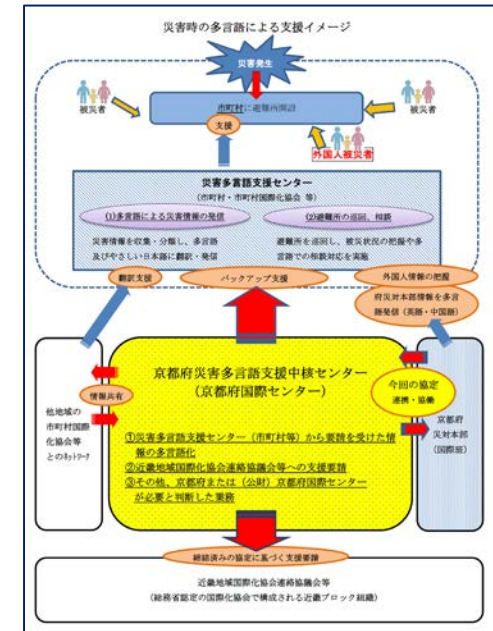 災害時の多言語による支援イメージ
災害発生
被災者
市町村に避難所開設
被災者
支援
外国人被災者
災害多言語支援センター
(市町村・市町村国際化協会 等)
(1)多言語による災害情報の発信
(2)避難所の巡回、相談
災害情報を収集・分類し、多言語
及びやさしい日本語に翻訳・発信
避難所を巡回し、被災状況の把握や多
言語での相談対応を実施
翻訳支援
バックアップ支援
外国人情報の把握
府災対本部情報を多言
語発信(英語・中国語)
京都府災害多言語支援中核センター
(京都府国際センター)
今回の協定
連携・協働
情報共有
他地域の
市町村国際
化協会等
とのネットワーク
京都府
災対本部
(国際班)
①災害多言語支援センター(市町村等)から要請を受けた情
報の多言語化
②近畿地域国際化協会連絡協議会等への支援要請
③その他、京都府または(公財)京都府国際センター
が必要と判断した業務
締結済みの協定に基づく支援要請
近畿地域国際化協会連絡協議会等
(総務省認定の国際化協会で構成される近畿ブロック組織)